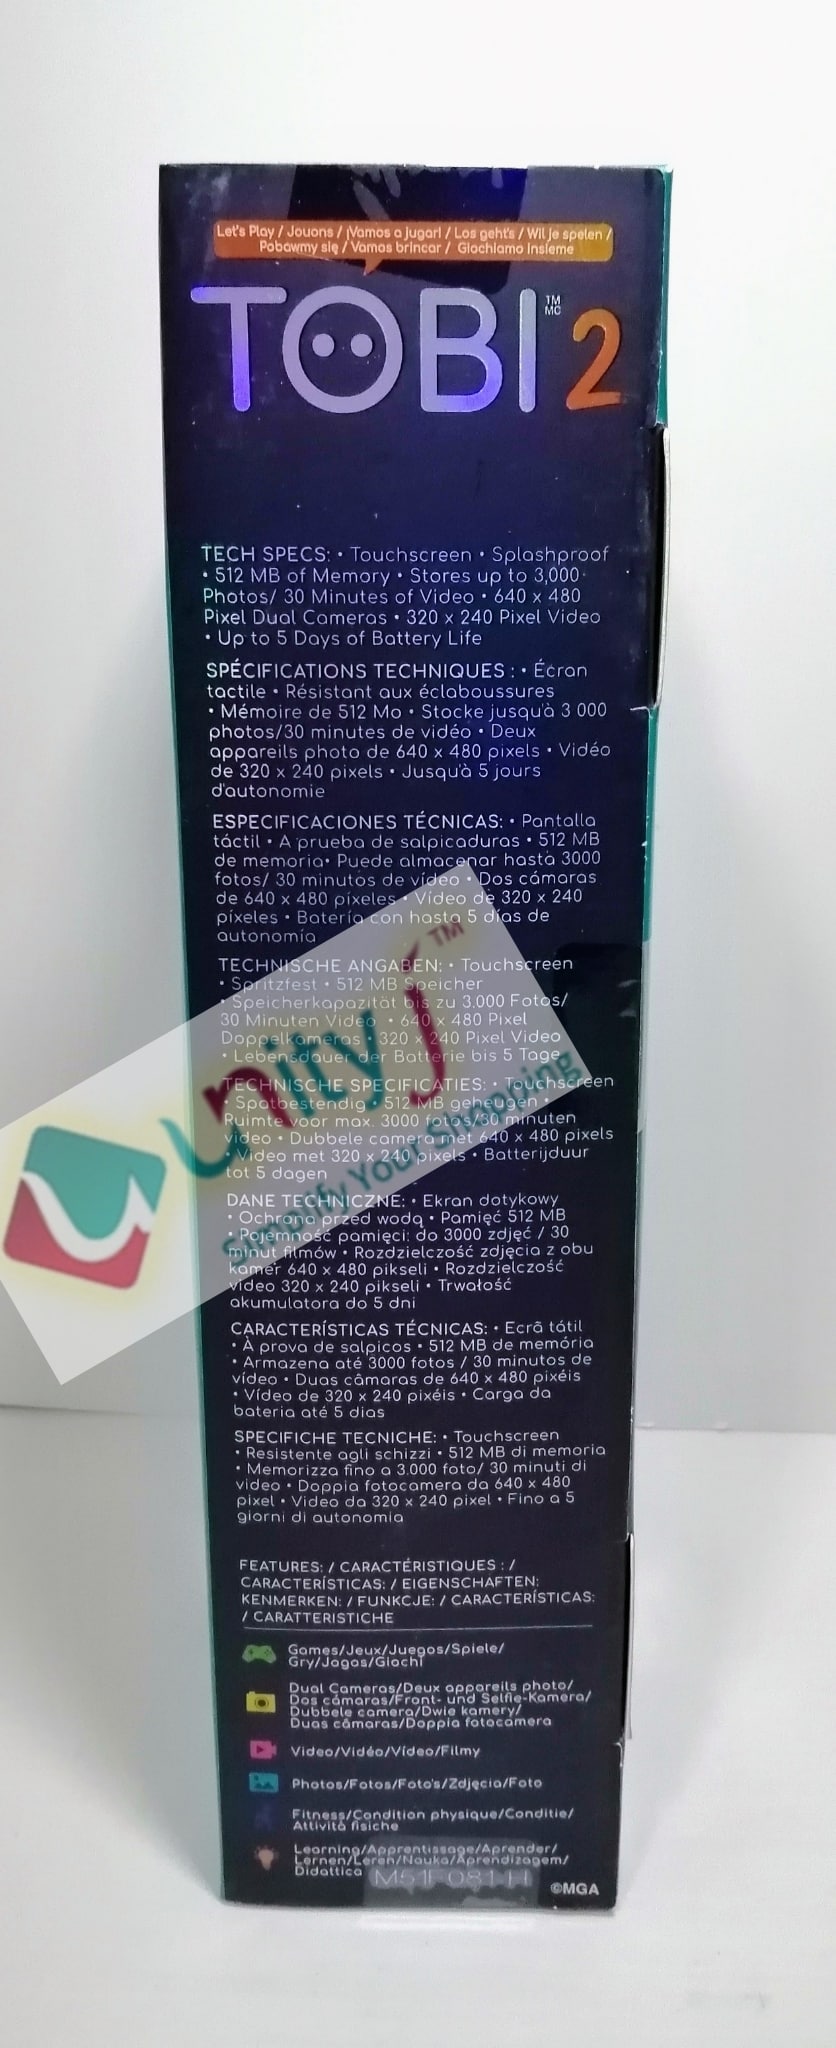 Let's Play / Jouons / ¡Vamos a jugar! / Los geht's / Wil je spelen /
Pobawmy się / Vamos brincar / Giochiamo insieme
TOBI™ MC 2
TECH SPECS: • Touchscreen • Splashproof
• 512 MB of Memory • Stores up to 3,000
Photos/ 30 Minutes of Video • 640 x 480
Pixel Dual Cameras • 320 x 240 Pixel Video
• Up to 5 Days of Battery Life
SPÉCIFICATIONS TECHNIQUES : • Écran
tactile • Résistant aux éclaboussures
• Mémoire de 512 Mo • Stocke jusqu'à 3 000
photos/30 minutes de vidéo • Deux
appareils photo de 640 x 480 pixels • Vidéo
de 320 x 240 pixels • Jusqu'à 5 jours
d'autonomie
ESPECIFICACIONES TÉCNICAS: • Pantalla
táctil • A prueba de salpicaduras • 512 MB
de memoria• Puede almacenar hasta 3000
fotos/ 30 minutos de vídeo • Dos cámaras
de 640 x 480 píxeles • Vídeo de 320 x 240
píxeles • Batería con hasta 5 días de
autonomía
TECHNISCHE ANGABEN: • Touchscreen
• Spritzfest • 512 MB Speicher
• Speicherkapazität bis zu 3.000 Fotos/
30 Minuten Video • 640 x 480 Pixel
Doppelkameras • 320 x 240 Pixel Video
• Lebensdauer der Batterie bis 5 Tage
unityj™
Simplify Your Shopping
TECHNISCHE SPECIFICATIES: • Touchscreen
• Spatbestendig • 512 MB geheugen •
Ruimte voor max. 3000 foto's/30 minuten
video • Dubbele camera met 640 x 480 pixels
• Video met 320 x 240 pixels • Batterijduur
tot 5 dagen
DANE TECHNICZNE: • Ekran dotykowy
• Ochrona przed wodą • Pamięć 512 MB
• Pojemność pamięci: do 3000 zdjęć / 30
minut filmów • Rozdzielczość zdjęcia z obu
kamer 640 x 480 pikseli • Rozdzielczość
video 320 x 240 pikseli • Trwałość
akumulatora do 5 dni
CARACTERÍSTICAS TÉCNICAS: • Ecrã tátil
• À prova de salpicos • 512 MB de memória
• Armazena até 3000 fotos / 30 minutos de
vídeo • Duas câmaras de 640 x 480 pixéis
• Vídeo de 320 x 240 pixéis • Carga da
bateria até 5 dias
SPECIFICHE TECNICHE: • Touchscreen
• Resistente agli schizzi • 512 MB di memoria
• Memorizza fino a 3.000 foto/ 30 minuti di
video • Doppia fotocamera da 640 x 480
pixel • Video da 320 x 240 pixel • Fino a 5
giorni di autonomia
FEATURES: / CARACTÉRISTIQUES : /
CARACTERÍSTICAS: / EIGENSCHAFTEN:
KENMERKEN: / FUNKCJE: / CARACTERÍSTICAS:
/ CARATTERISTICHE
Games/Jeux/Juegos/Spiele/
Gry/Jogos/Giochi
Dual Cameras/Deux appareils photo/
Dos cámaras/Front- und Selfie-Kamera/
Dubbele camera/Dwie kamery/
Duas câmaras/Doppia fotocamera
Video/Vidéo/Vídeo/Filmy
Photos/Fotos/Foto's/Zdjęcia/Foto
Fitness/Condition physique/Conditie/
Attività fisiche
Learning/Apprentissage/Aprender/
Lernen/Leren/Nauka/Aprendizagem/
Didattica
M51F081-H
©MGA